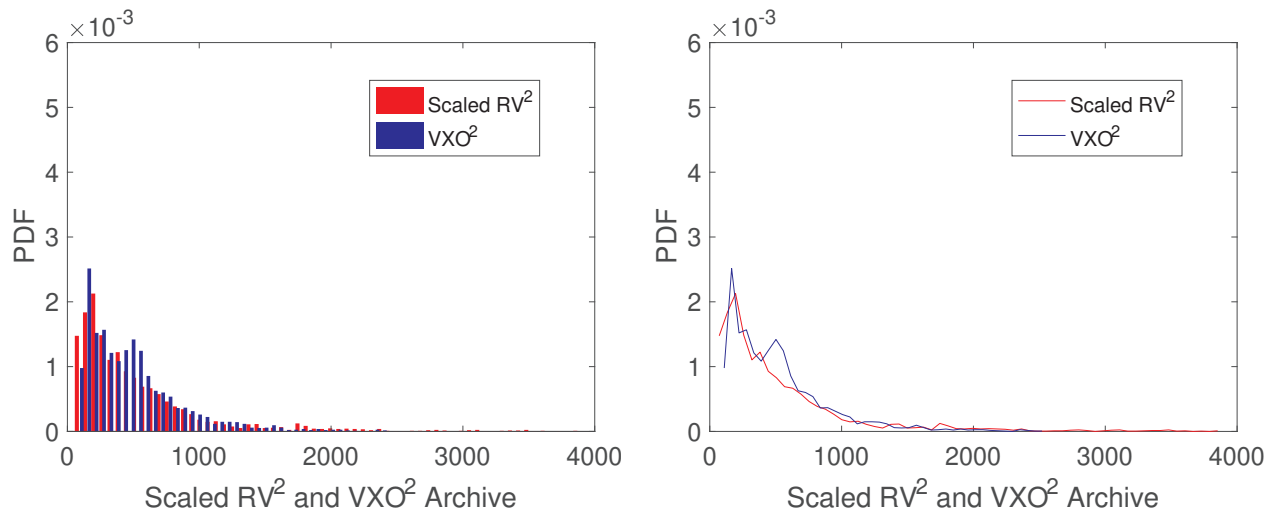 ×10⁻³
6
5
4
3
2
1
0
PDF
Scaled RV²
VXO²
0 1000 2000 3000 4000
Scaled RV² and VXO² Archive
×10⁻³
6
5
4
3
2
1
0
PDF
Scaled RV²
VXO²
0 1000 2000 3000 4000
Scaled RV² and VXO² Archive